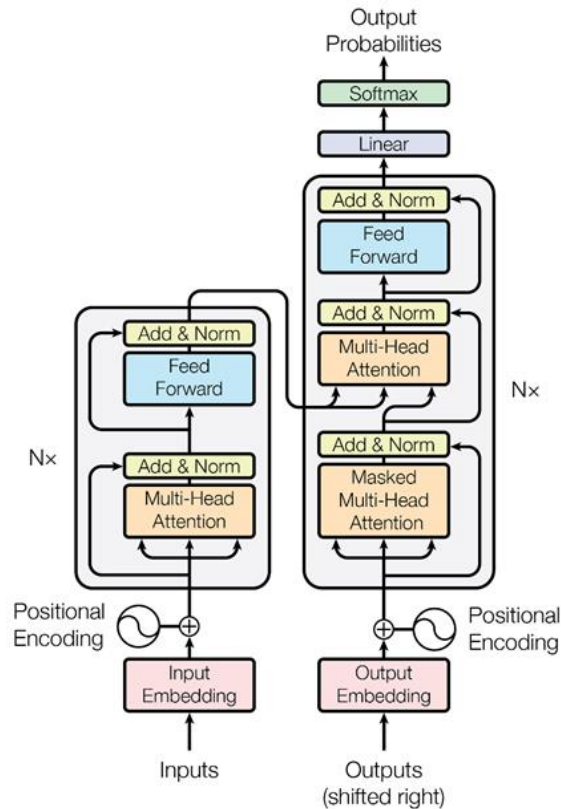 Output
Probabilities
Softmax
Linear
Add & Norm
Feed
Forward
Add & Norm
Multi-Head
Attention
Add & Norm
Masked
Multi-Head
Attention
N×
Positional
Encoding
Output
Embedding
Outputs
(shifted right)
Add & Norm
Feed
Forward
N×
Add & Norm
Multi-Head
Attention
Positional
Encoding
Input
Embedding
Inputs